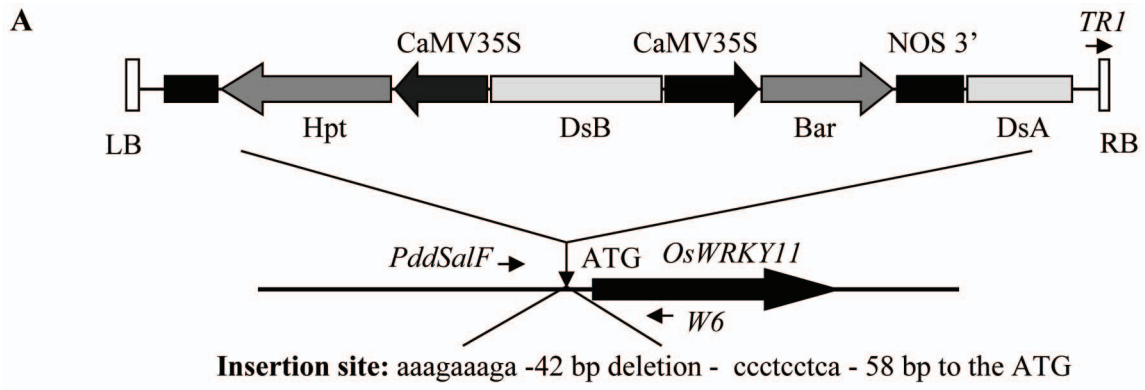 A
TR1
CaMV35S CaMV35S NOS 3’
Hpt DsB Bar DsA
LB RB
PddSalF ATG OsWRKY11
W6
Insertion site: aaagaaaga -42 bp deletion - ccctcctca - 58 bp to the ATG